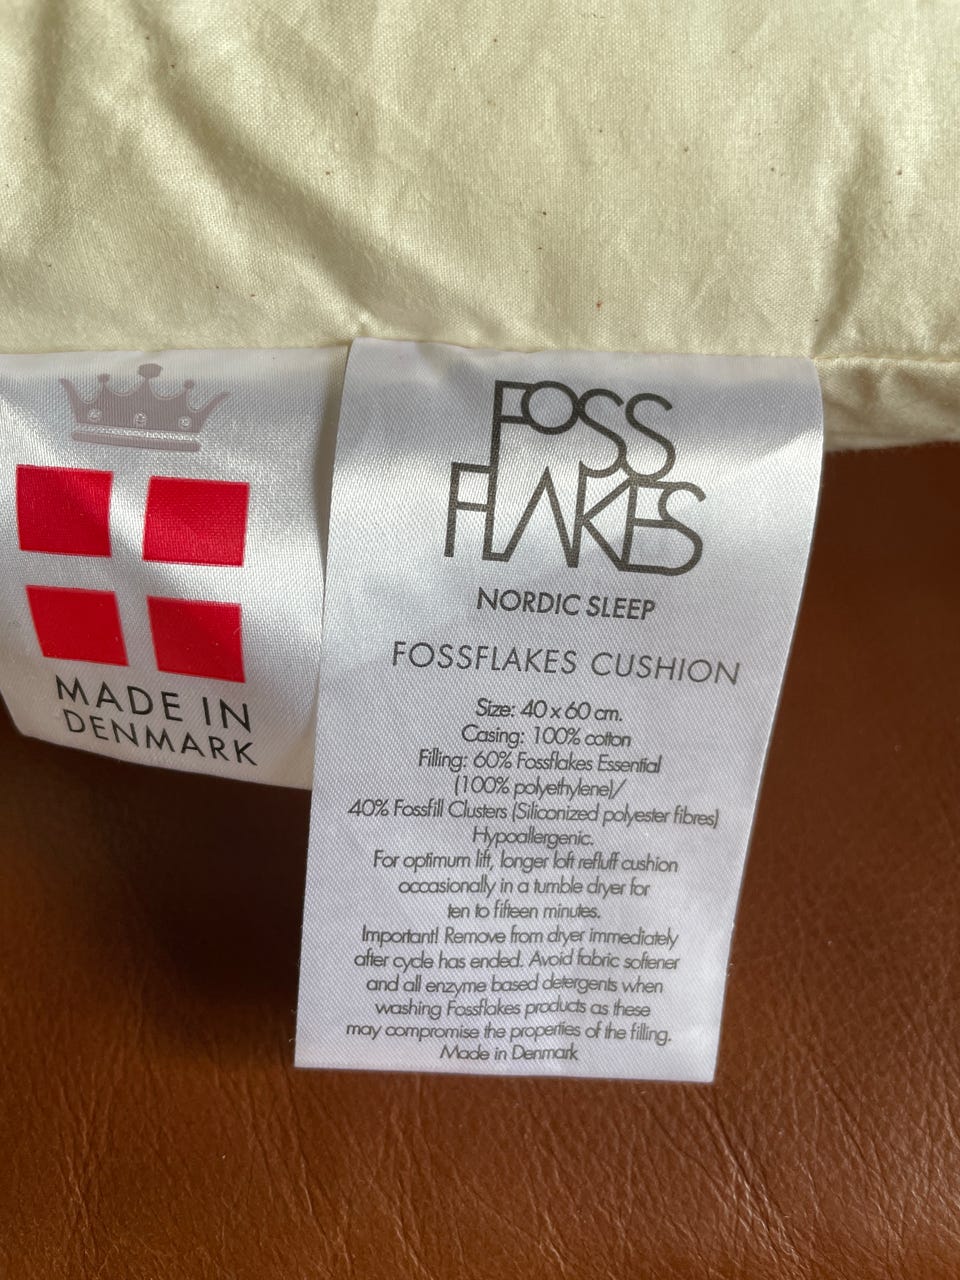 MADE IN
DENMARK
FOSS
FLAKES
NORDIC SLEEP
FOSSFLAKES CUSHION
Size: 40 x 60 cm.
Casing: 100% cotton
Filling: 60% Fossflakes Essential
(100% polyethylene)/
40% Fossfill Clusters (Siliconized polyester fibres)
Hypoallergenic.
For optimum lift, longer loft refluff cushion
occasionally in a tumble dryer for
ten to fifteen minutes.
Important! Remove from dryer immediately
after cycle has ended. Avoid fabric softener
and all enzyme based detergents when
washing Fossflakes products as these
may compromise the properties of the filling.
Made in Denmark